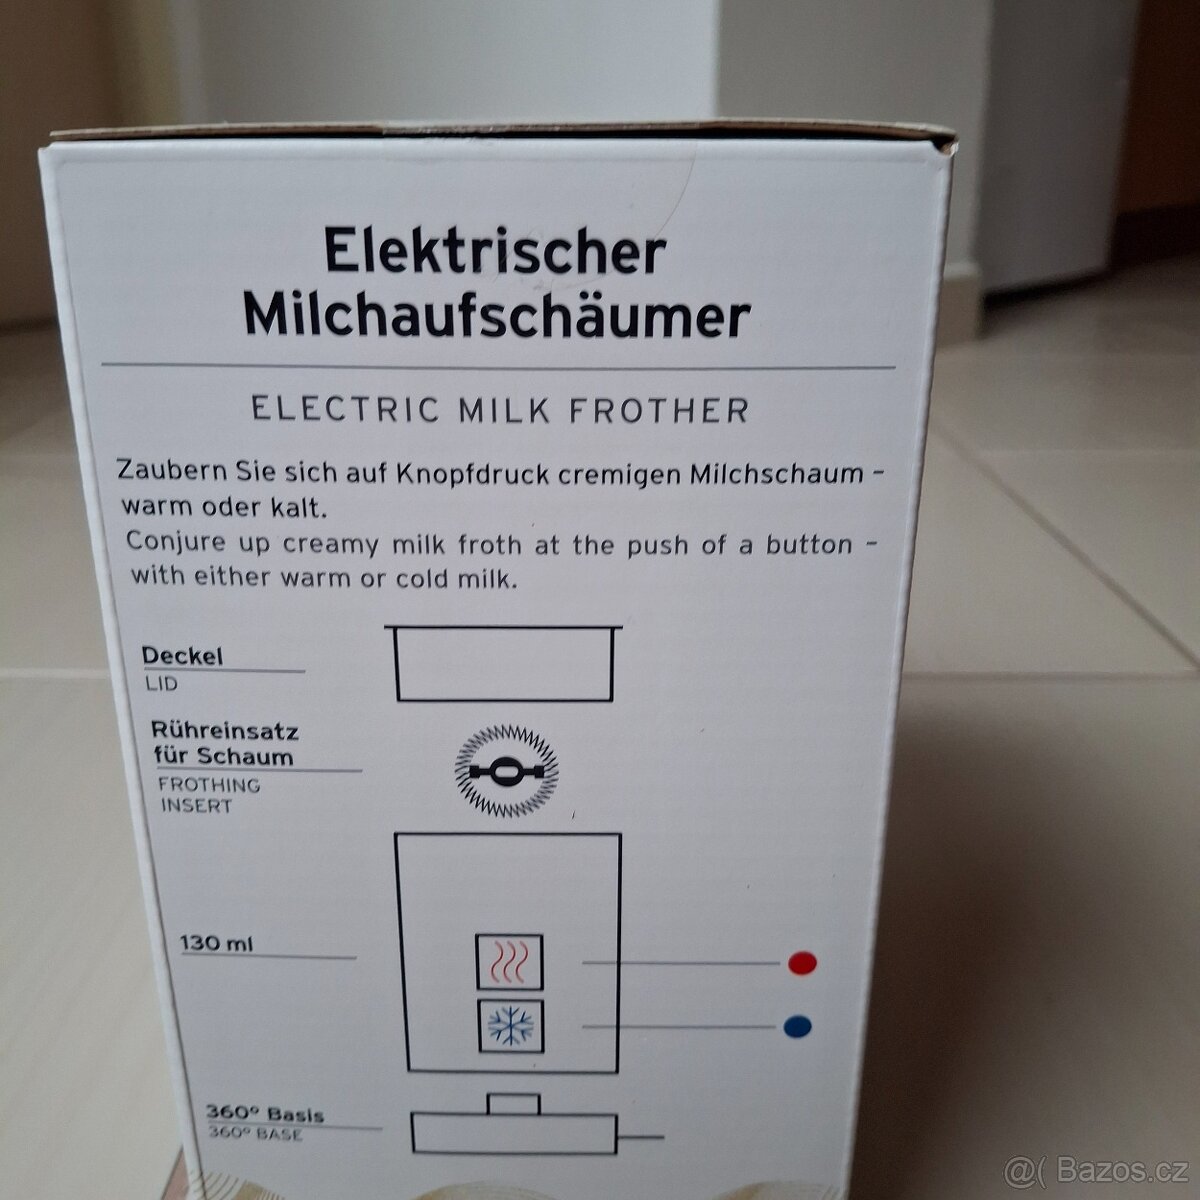 Elektrischer
Milchaufschäumer
ELECTRIC MILK FROTHER
Zaubern Sie sich auf Knopfdruck cremigen Milchschaum –
warm oder kalt.
Conjure up creamy milk froth at the push of a button –
with either warm or cold milk.
Deckel
LID
Rühreinsatz
für Schaum
FROTHING
INSERT
130 ml
360° Basis
360° BASE
@( Bazos.cz